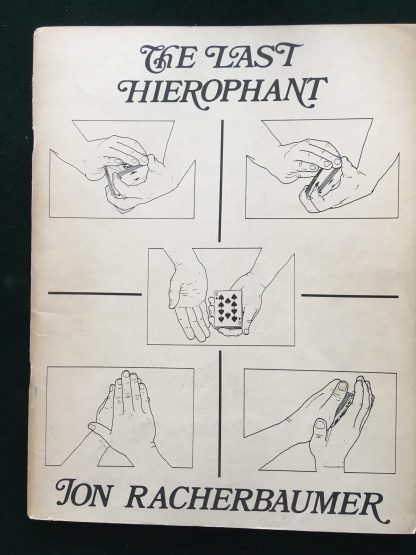 The LAST
HIEROPHANT
JON RACHERBAUMER